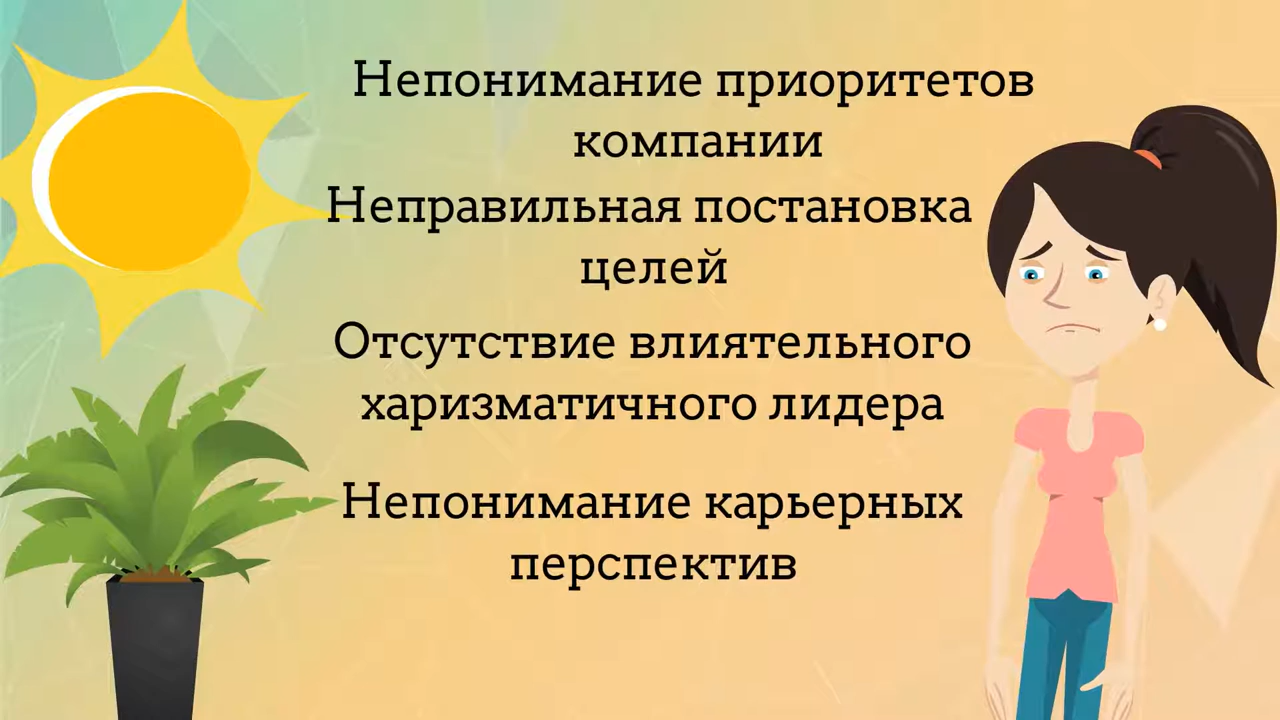 Непонимание приоритетов
компании
Неправильная постановка
целей
Отсутствие влиятельного
харизматичного лидера
Непонимание карьерных
перспектив